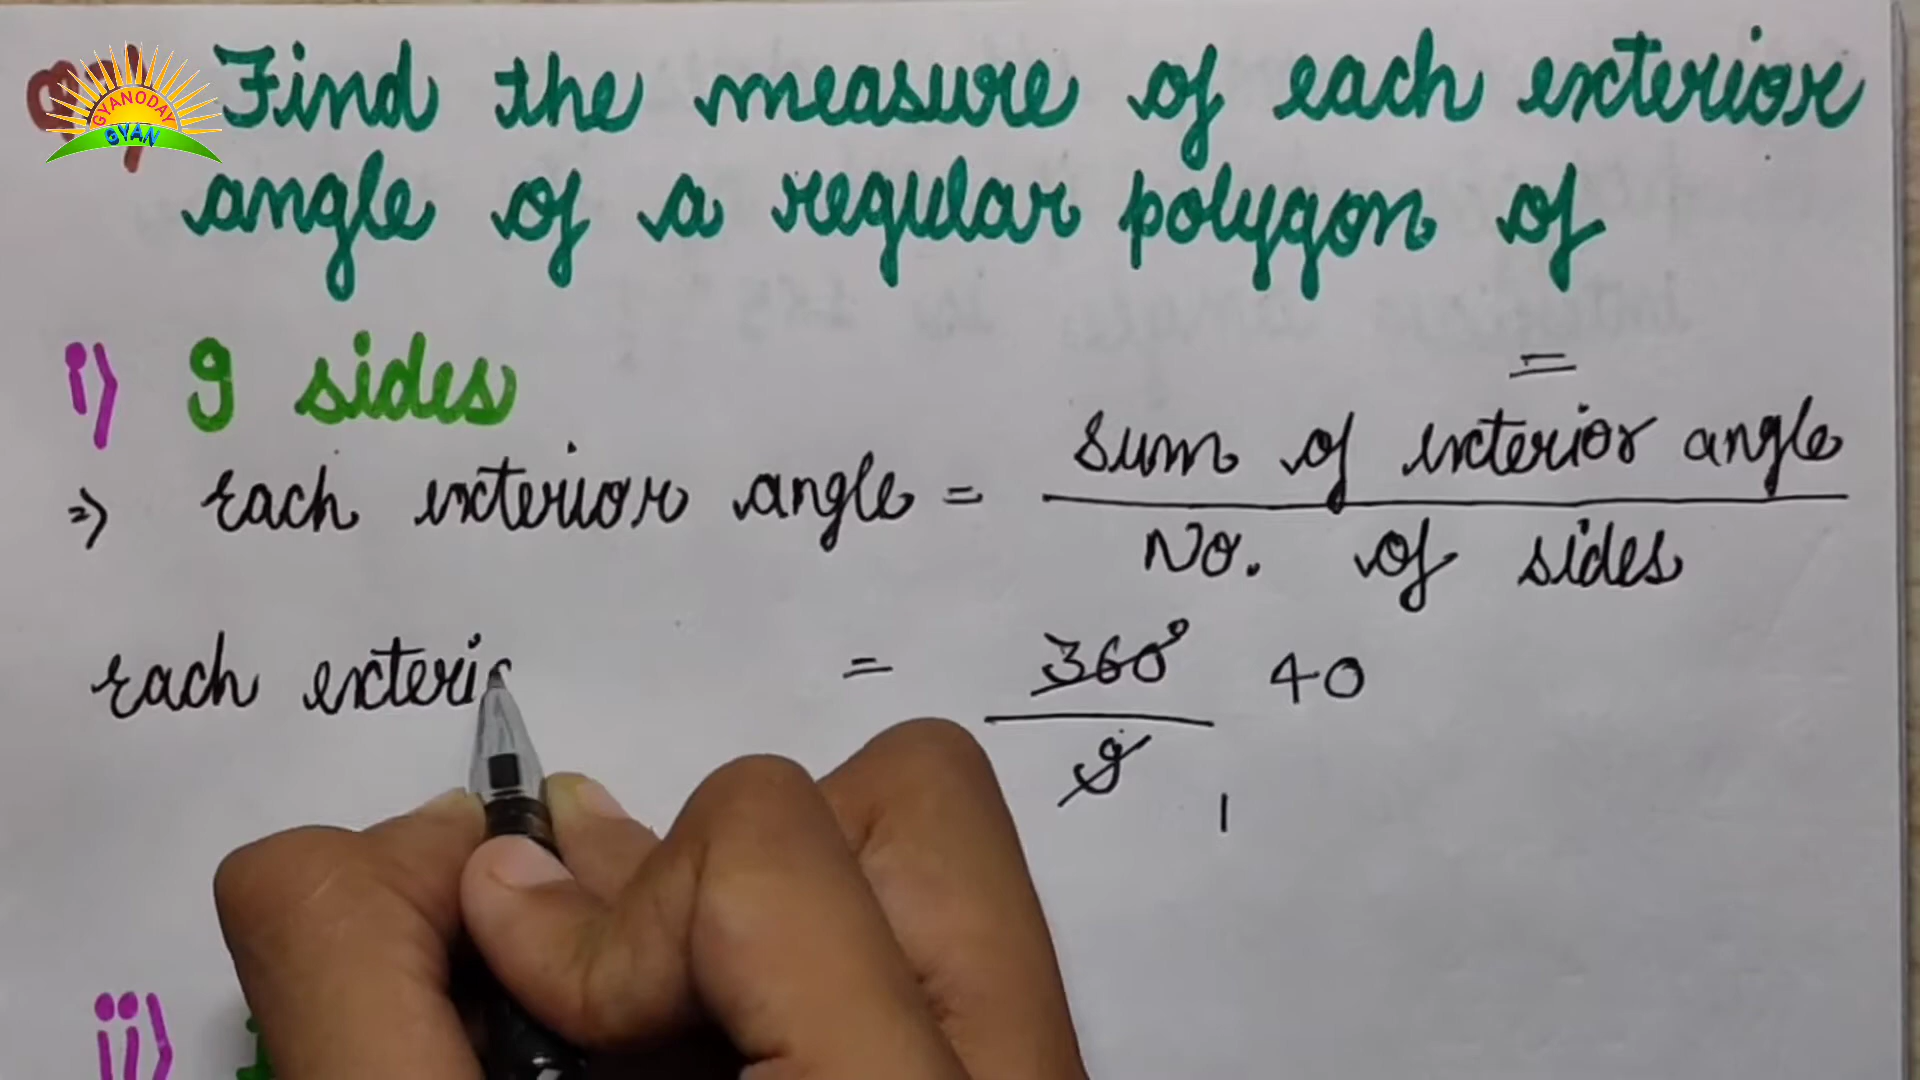 GYANODAY
GYAN
Find the measure of each exterior
angle of a regular polygon of
i) 9 sides
=
⇒ Each exterior angle = Sum of exterior angle
No. of sides
Each exterio = 360° 40
9 1
ii)